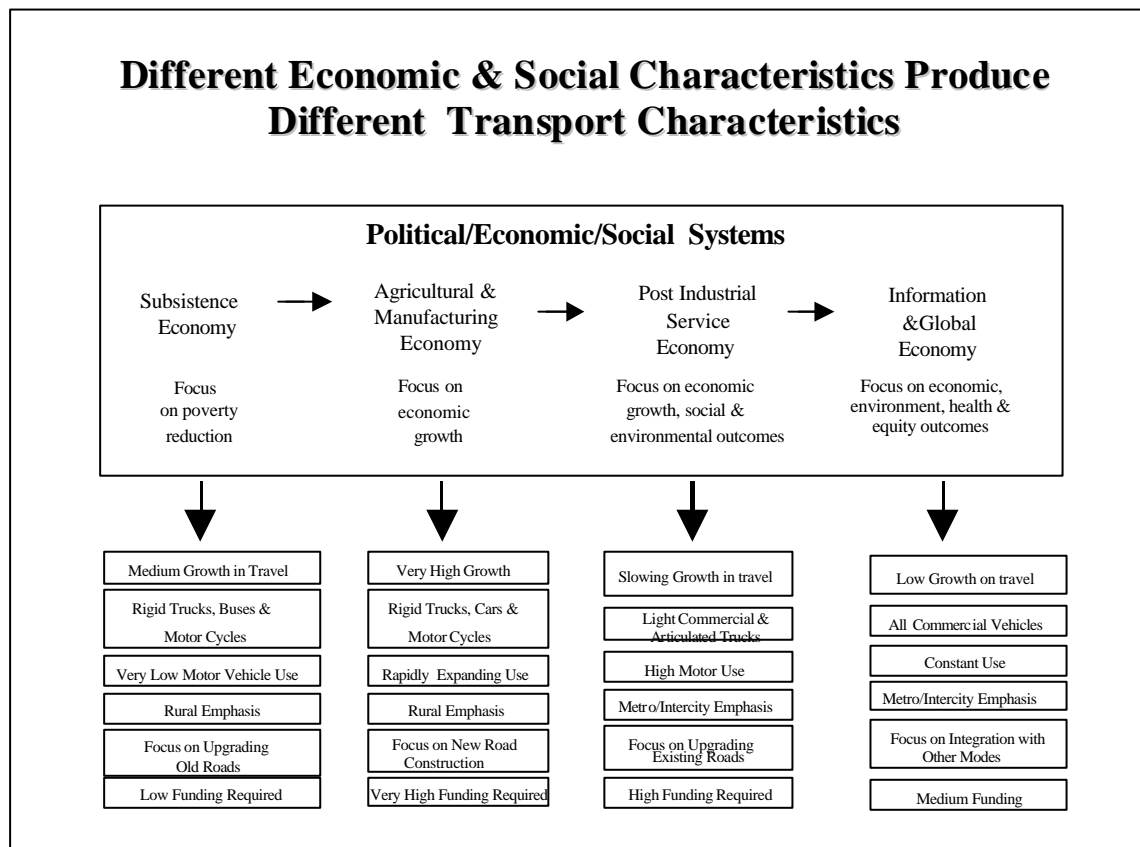 Different Economic & Social Characteristics Produce
Different Transport Characteristics
Political/Economic/Social Systems
Subsistence
Economy
Focus
on poverty
reduction
Agricultural &
Manufacturing
Economy
Focus on
economic
growth
Post Industrial
Service
Economy
Focus on economic
growth, social &
environmental outcomes
Information
&Global
Economy
Focus on economic,
environment, health &
equity outcomes
Medium Growth in Travel
Rigid Trucks, Buses &
Motor Cycles
Very Low Motor Vehicle Use
Rural Emphasis
Focus on Upgrading
Old Roads
Low Funding Required
Very High Growth
Rigid Trucks, Cars &
Motor Cycles
Rapidly Expanding Use
Rural Emphasis
Focus on New Road
Construction
Very High Funding Required
Slowing Growth in travel
Light Commercial &
Articulated Trucks
High Motor Use
Metro/Intercity Emphasis
Focus on Upgrading
Existing Roads
High Funding Required
Low Growth on travel
All Commercial Vehicles
Constant Use
Metro/Intercity Emphasis
Focus on Integration with
Other Modes
Medium Funding